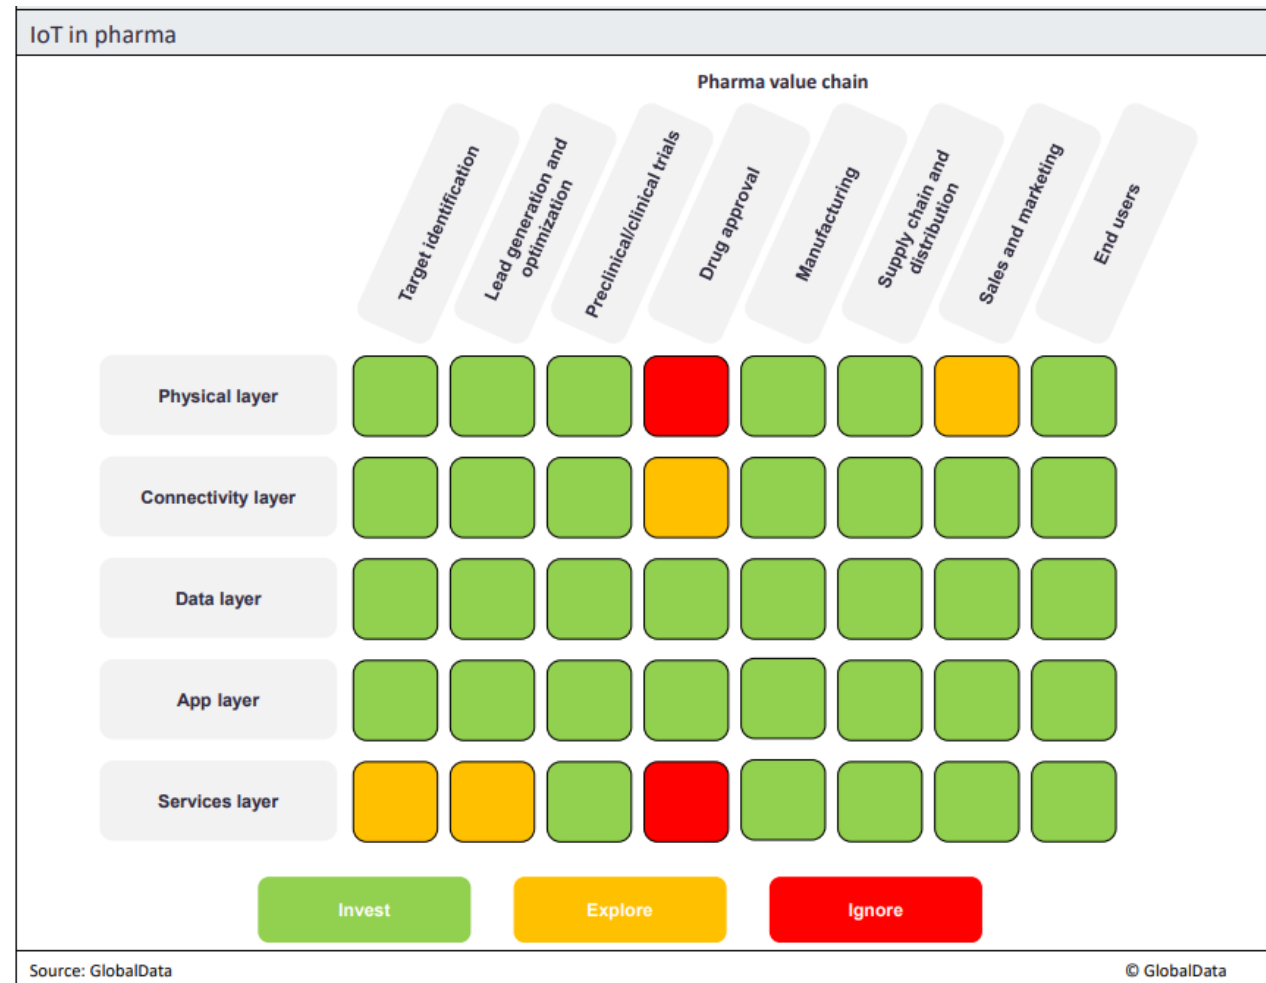 IoT in pharma
Pharma value chain
Target identification
Lead generation and
optimization
Preclinical/clinical trials
Drug approval
Manufacturing
Supply chain and
distribution
Sales and marketing
End users
Physical layer
Connectivity layer
Data layer
App layer
Services layer
Invest
Explore
Ignore
Source: GlobalData
© GlobalData